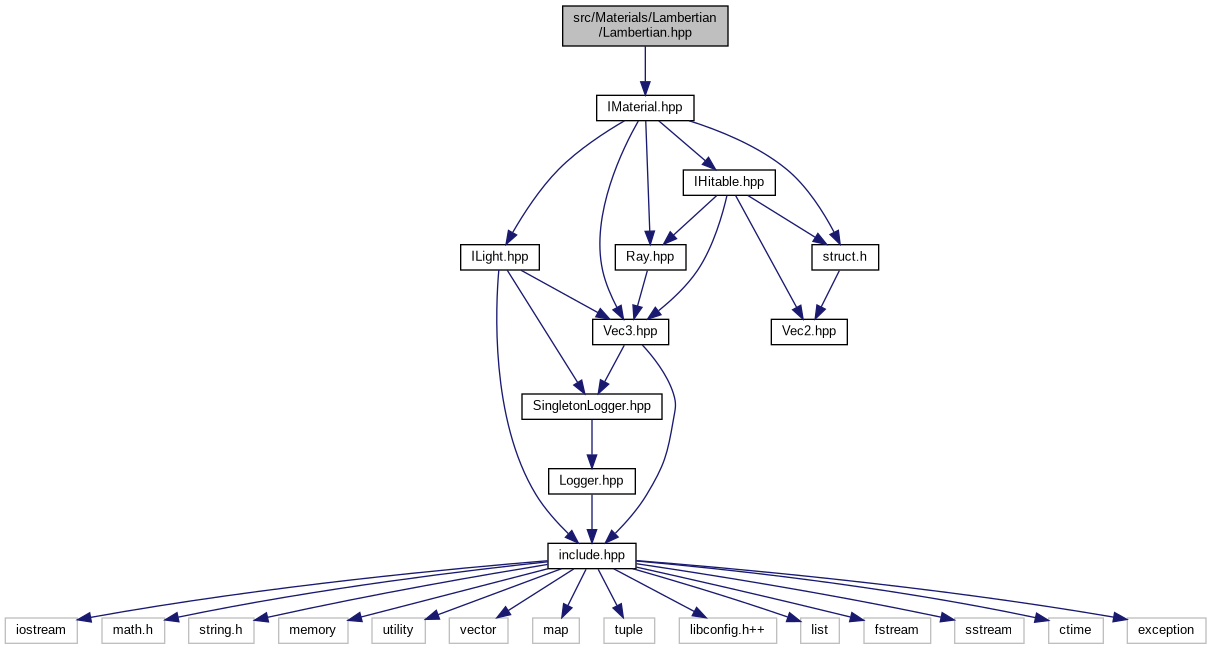 src/Materials/Lambertian
/Lambertian.hpp
IMaterial.hpp
IHitable.hpp
ILight.hpp
Ray.hpp
struct.h
Vec3.hpp
Vec2.hpp
SingletonLogger.hpp
Logger.hpp
include.hpp
iostream
math.h
string.h
memory
utility
vector
map
tuple
libconfig.h++
list
fstream
sstream
ctime
exception